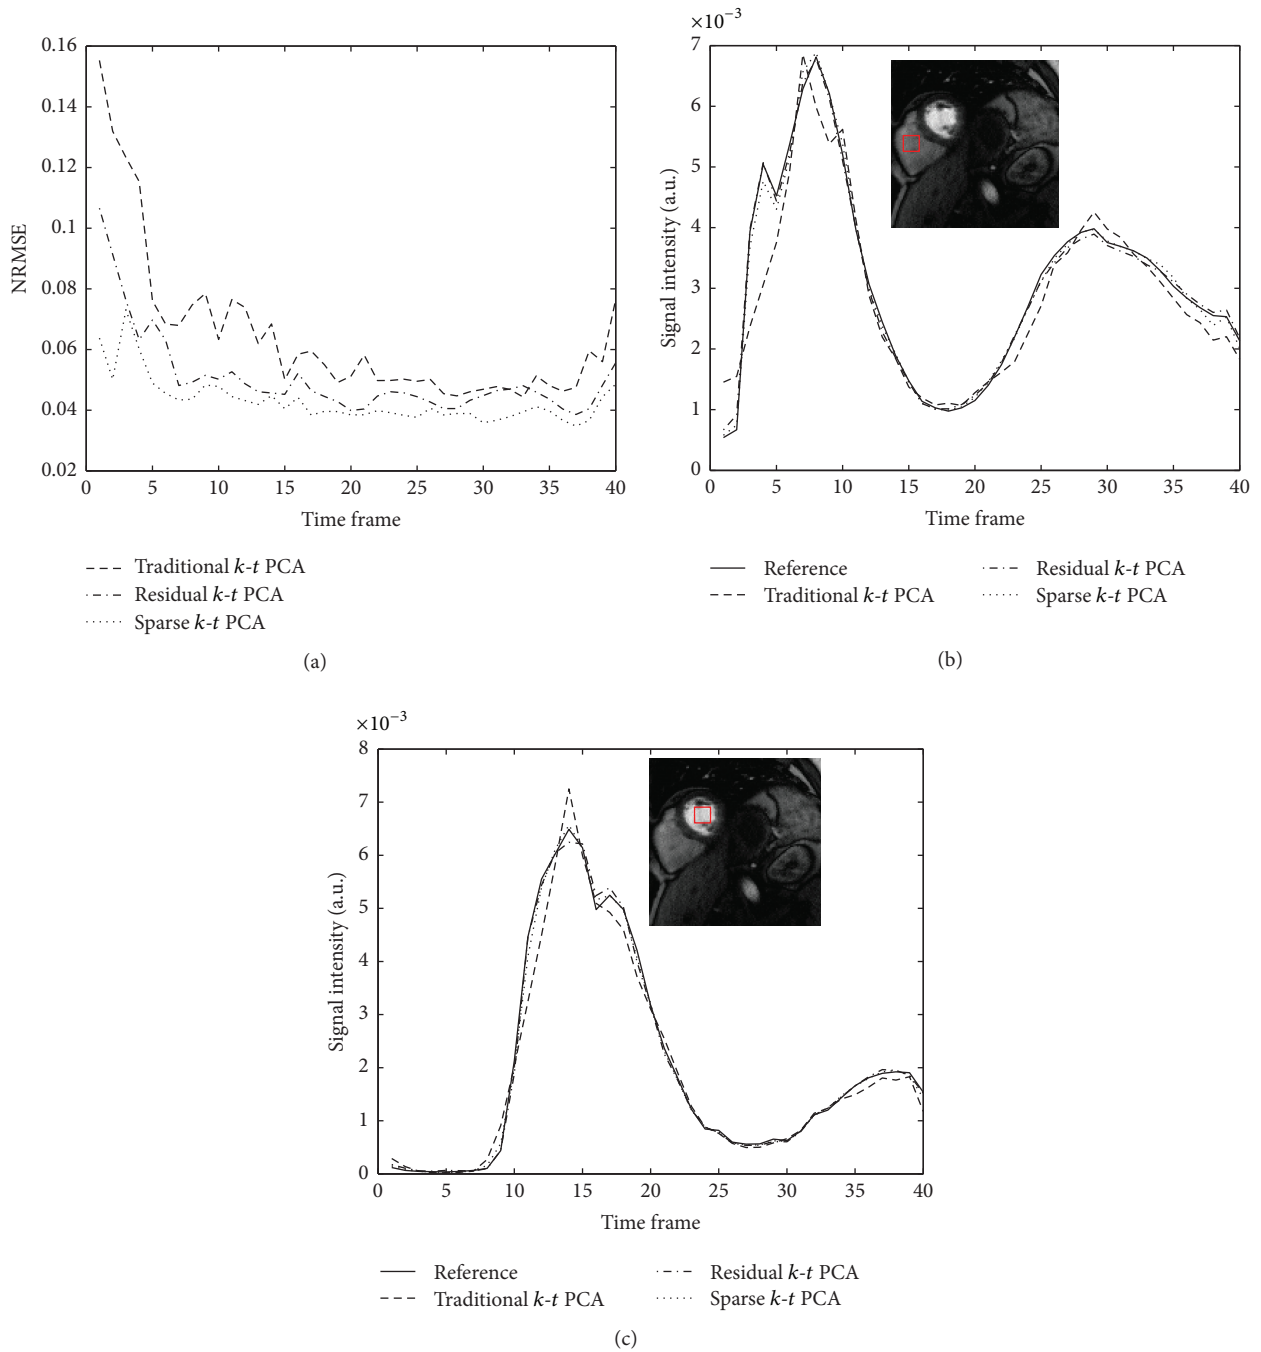 0.16
0.14
0.12
0.1
0.08
0.06
0.04
0.02
NRMSE
0 5 10 15 20 25 30 35 40
Time frame
Traditional k-t PCA
Residual k-t PCA
Sparse k-t PCA
(a)
×10−3
7
6
5
4
3
2
1
0
Signal intensity (a.u.)
0 5 10 15 20 25 30 35 40
Time frame
Reference
Traditional k-t PCA
Residual k-t PCA
Sparse k-t PCA
(b)
×10−3
8
7
6
5
4
3
2
1
0
Signal intensity (a.u.)
0 5 10 15 20 25 30 35 40
Time frame
Reference
Traditional k-t PCA
Residual k-t PCA
Sparse k-t PCA
(c)